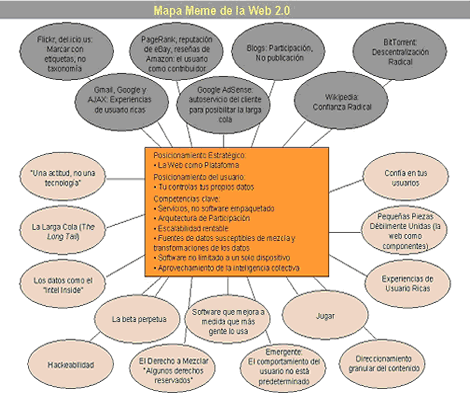 Mapa Meme de la Web 2.0
Flickr, del.icio.us:
Marcar con
etiquetas, no
taxonomía
PageRank; reputación
de eBay, reseñas de
Amazon: el usuario
como contribuidor
Blogs: Participación,
No publicación
BitTorrent:
Descentralización
Radical
Gmail, Google y
AJAX: Experiencias
de usuario ricas
Google AdSense:
autoservicio del cliente
para posibilitar la larga
cola
Wikipedia:
Confianza Radical
Posicionamiento Estratégico:
• La Web como Plataforma
Posicionamiento del usuario:
• Tu controlas tus propios datos
Competencias clave:
• Servicios, no software empaquetado
• Arquitectura de Participación
• Escalabilidad rentable
• Fuentes de datos susceptibles de mezcla y
transformaciones de los datos
• Software no limitado a un solo dispositivo
• Aprovechamiento de la inteligencia colectiva
"Una actitud, no una
tecnología"
La Larga Cola (The
Long Tail)
Los datos como el
"Intel Inside"
Confía en tus
usuarios
Pequeñas Piezas
Débilmente Unidas (la
web como
componentes)
Experiencias de
Usuario Ricas
La beta perpetua
Software que mejora a
medida que más
gente lo usa
Jugar
Hackeabilidad
El Derecho a Mezclar
"Algunos derechos
reservados"
Emergente:
El comportamiento del
usuario no está
predeterminado
Direccionamiento
granular del contenido